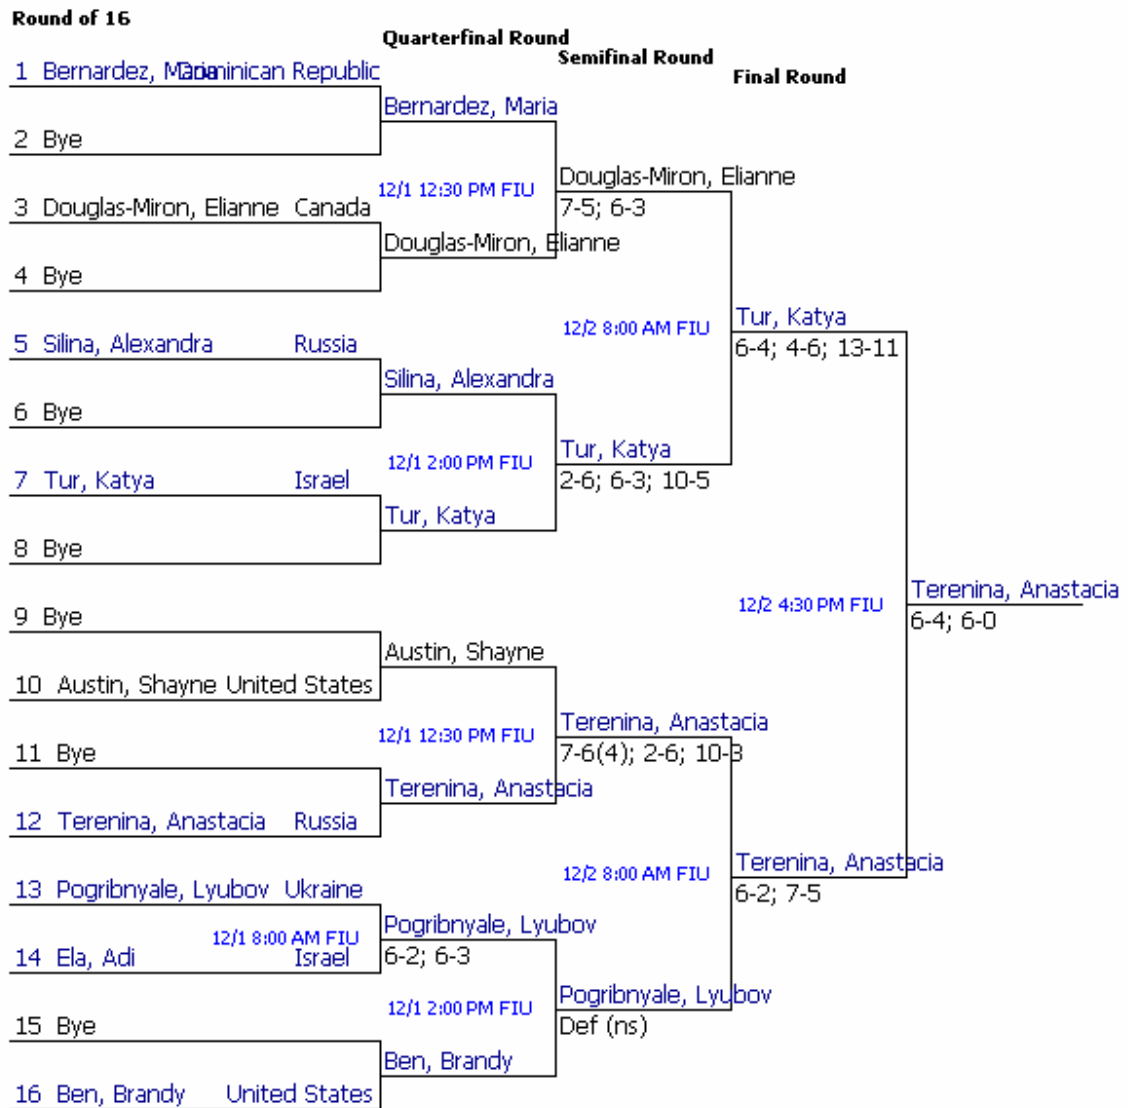 Round of 16
Quarterfinal Round
Semifinal Round
Final Round
1 Bernardez, Maria Dominican Republic
Bernardez, Maria
2 Bye
12/1 12:30 PM FIU
Douglas-Miron, Elianne
7-5; 6-3
3 Douglas-Miron, Elianne Canada
Douglas-Miron, Elianne
4 Bye
12/2 8:00 AM FIU
Tur, Katya
6-4; 4-6; 13-11
5 Silina, Alexandra Russia
Silina, Alexandra
6 Bye
12/1 2:00 PM FIU
Tur, Katya
2-6; 6-3; 10-5
7 Tur, Katya Israel
Tur, Katya
8 Bye
12/2 4:30 PM FIU
Terenina, Anastacia
6-4; 6-0
9 Bye
Austin, Shayne
10 Austin, Shayne United States
12/1 12:30 PM FIU
Terenina, Anastacia
7-6(4); 2-6; 10-3
11 Bye
Terenina, Anastacia
12 Terenina, Anastacia Russia
12/2 8:00 AM FIU
Terenina, Anastacia
6-2; 7-5
13 Pogribnyale, Lyubov Ukraine
12/1 8:00 AM FIU
Pogribnyale, Lyubov
6-2; 6-3
14 Ela, Adi Israel
12/1 2:00 PM FIU
Pogribnyale, Lyubov
Def (ns)
15 Bye
Ben, Brandy
16 Ben, Brandy United States